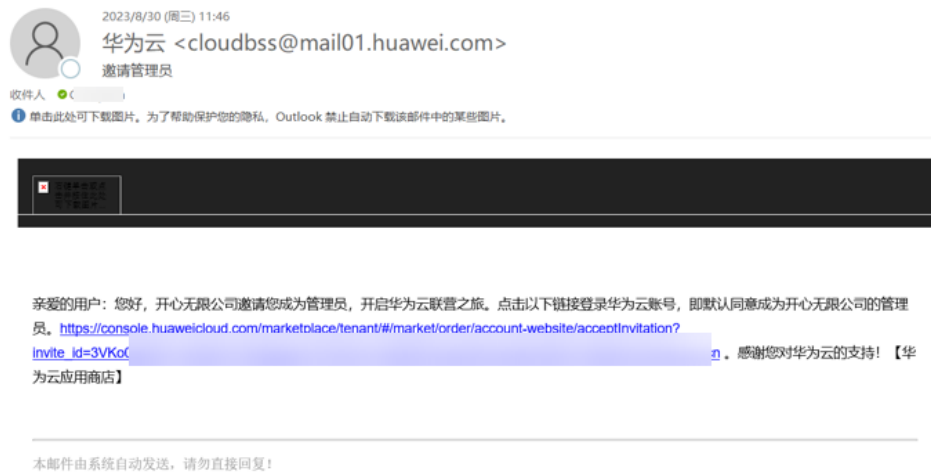 2023/8/30 (周三) 11:46
华为云 <cloudbss@mail01.huawei.com>
邀请管理员
收件人
单击此处可下载图片。为了帮助保护您的隐私，Outlook 禁止自动下载该邮件中的某些图片。
亲爱的用户：您好，开心无限公司邀请您成为管理员，开启华为云联营之旅。点击以下链接登录华为云账号，即默认同意成为开心无限公司的管理
员。https://console.huaweicloud.com/marketplace/tenant/#/market/order/account-website/acceptInvitation?
invite_id=3VKo 。感谢您对华为云的支持！【华
为云应用商店】
本邮件由系统自动发送，请勿直接回复！